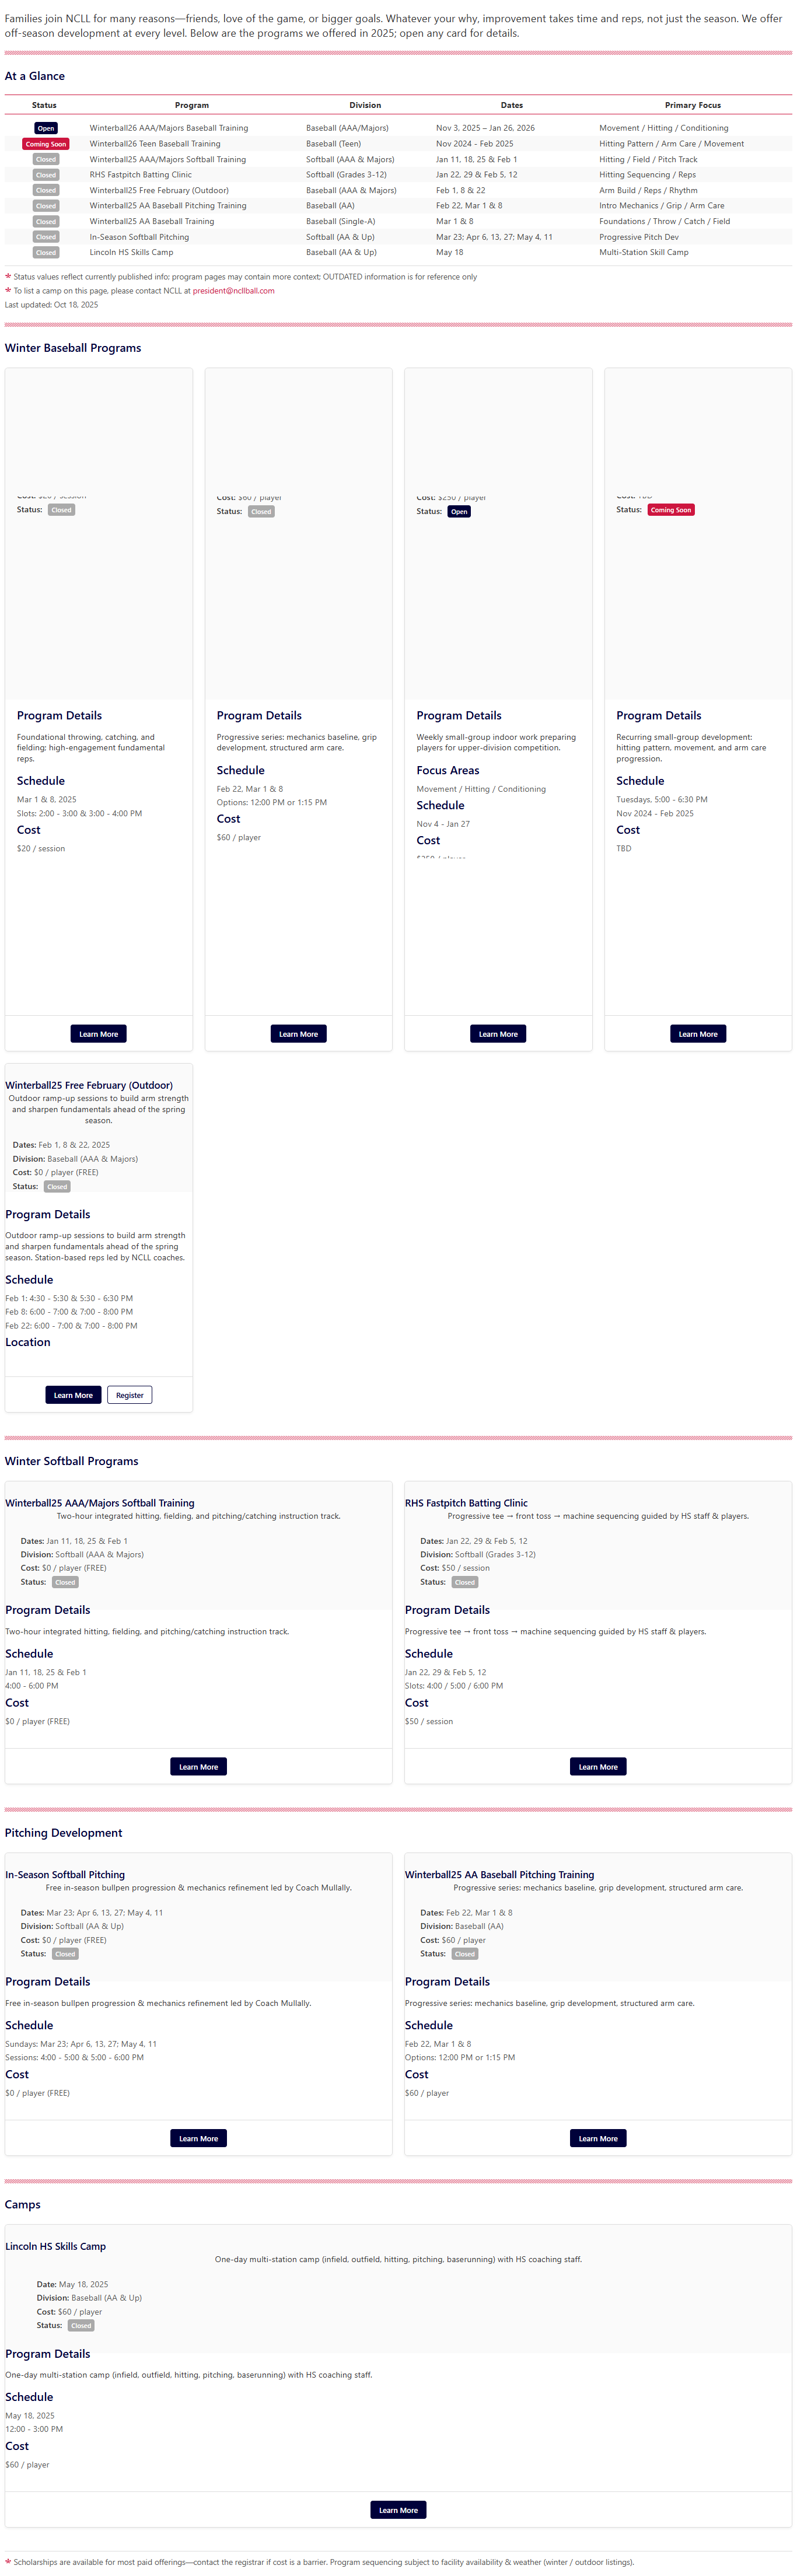 Families join NCLL for many reasons—friends, love of the game, or bigger goals. Whatever your why, improvement takes time and reps, not just the season. We offer
off-season development at every level. Below are the programs we offered in 2025; open any card for details.
At a Glance
Status Program Division Dates Primary Focus
Open Winterball26 AAA/Majors Baseball Training Baseball (AAA/Majors) Nov 3, 2025 – Jan 26, 2026 Movement / Hitting / Conditioning
Coming Soon Winterball26 Teen Baseball Training Baseball (Teen) Nov 2024 - Feb 2025 Hitting Pattern / Arm Care / Movement
Closed Winterball25 AAA/Majors Softball Training Softball (AAA & Majors) Jan 11, 18, 25 & Feb 1 Hitting / Field / Pitch Track
Closed RHS Fastpitch Batting Clinic Softball (Grades 3-12) Jan 22, 29 & Feb 5, 12 Hitting Sequencing / Reps
Closed Winterball25 Free February (Outdoor) Baseball (AAA & Majors) Feb 1, 8 & 22 Arm Build / Reps / Rhythm
Closed Winterball25 AA Baseball Pitching Training Baseball (AA) Feb 22, Mar 1 & 8 Intro Mechanics / Grip / Arm Care
Closed Winterball25 AA Baseball Training Baseball (Single-A) Mar 1 & 8 Foundations / Throw / Catch / Field
Closed In-Season Softball Pitching Softball (AA & Up) Mar 23; Apr 6, 13, 27; May 4, 11 Progressive Pitch Dev
Closed Lincoln HS Skills Camp Baseball (AA & Up) May 18 Multi-Station Skill Camp
* Status values reflect currently published info; program pages may contain more context; OUTDATED information is for reference only
* To list a camp on this page, please contact NCLL at president@ncllball.com
Last updated: Oct 18, 2025
Winter Baseball Programs
Cost: $20 / session
Status: Closed
Program Details
Foundational throwing, catching, and
fielding; high-engagement fundamental
reps.
Schedule
Mar 1 & 8, 2025
Slots: 2:00 - 3:00 & 3:00 - 4:00 PM
Cost
$20 / session
Learn More
Cost: $60 / player
Status: Closed
Program Details
Progressive series: mechanics baseline, grip
development, structured arm care.
Schedule
Feb 22, Mar 1 & 8
Options: 12:00 PM or 1:15 PM
Cost
$60 / player
Learn More
Cost: $250 / player
Status: Open
Program Details
Weekly small-group indoor work preparing
players for upper-division competition.
Focus Areas
Movement / Hitting / Conditioning
Schedule
Nov 4 - Jan 27
Cost
$250 / player
Learn More
Cost: TBD
Status: Coming Soon
Program Details
Recurring small-group development:
hitting pattern, movement, and arm care
progression.
Schedule
Tuesdays, 5:00 - 6:30 PM
Nov 2024 - Feb 2025
Cost
TBD
Learn More
Winterball25 Free February (Outdoor)
Outdoor ramp-up sessions to build arm strength
and sharpen fundamentals ahead of the spring
season.
Dates: Feb 1, 8 & 22, 2025
Division: Baseball (AAA & Majors)
Cost: $0 / player (FREE)
Status: Closed
Program Details
Outdoor ramp-up sessions to build arm strength
and sharpen fundamentals ahead of the spring
season. Station-based reps led by NCLL coaches.
Schedule
Feb 1: 4:30 - 5:30 & 5:30 - 6:30 PM
Feb 8: 6:00 - 7:00 & 7:00 - 8:00 PM
Feb 22: 6:00 - 7:00 & 7:00 - 8:00 PM
Location
Learn More Register
Winter Softball Programs
Winterball25 AAA/Majors Softball Training
Two-hour integrated hitting, fielding, and pitching/catching instruction track.
Dates: Jan 11, 18, 25 & Feb 1
Division: Softball (AAA & Majors)
Cost: $0 / player (FREE)
Status: Closed
Program Details
Two-hour integrated hitting, fielding, and pitching/catching instruction track.
Schedule
Jan 11, 18, 25 & Feb 1
4:00 - 6:00 PM
Cost
$0 / player (FREE)
Learn More
RHS Fastpitch Batting Clinic
Progressive tee → front toss → machine sequencing guided by HS staff & players.
Dates: Jan 22, 29 & Feb 5, 12
Division: Softball (Grades 3-12)
Cost: $50 / session
Status: Closed
Program Details
Progressive tee → front toss → machine sequencing guided by HS staff & players.
Schedule
Jan 22, 29 & Feb 5, 12
Slots: 4:00 / 5:00 / 6:00 PM
Cost
$50 / session
Learn More
Pitching Development
In-Season Softball Pitching
Free in-season bullpen progression & mechanics refinement led by Coach Mullally.
Dates: Mar 23; Apr 6, 13, 27; May 4, 11
Division: Softball (AA & Up)
Cost: $0 / player (FREE)
Status: Closed
Program Details
Free in-season bullpen progression & mechanics refinement led by Coach Mullally.
Schedule
Sundays: Mar 23; Apr 6, 13, 27; May 4, 11
Sessions: 4:00 - 5:00 & 5:00 - 6:00 PM
Cost
$0 / player (FREE)
Learn More
Winterball25 AA Baseball Pitching Training
Progressive series: mechanics baseline, grip development, structured arm care.
Dates: Feb 22, Mar 1 & 8
Division: Baseball (AA)
Cost: $60 / player
Status: Closed
Program Details
Progressive series: mechanics baseline, grip development, structured arm care.
Schedule
Feb 22, Mar 1 & 8
Options: 12:00 PM or 1:15 PM
Cost
$60 / player
Learn More
Camps
Lincoln HS Skills Camp
One-day multi-station camp (infield, outfield, hitting, pitching, baserunning) with HS coaching staff.
Date: May 18, 2025
Division: Baseball (AA & Up)
Cost: $60 / player
Status: Closed
Program Details
One-day multi-station camp (infield, outfield, hitting, pitching, baserunning) with HS coaching staff.
Schedule
May 18, 2025
12:00 - 3:00 PM
Cost
$60 / player
Learn More
* Scholarships are available for most paid offerings—contact the registrar if cost is a barrier. Program sequencing subject to facility availability & weather (winter / outdoor listings).